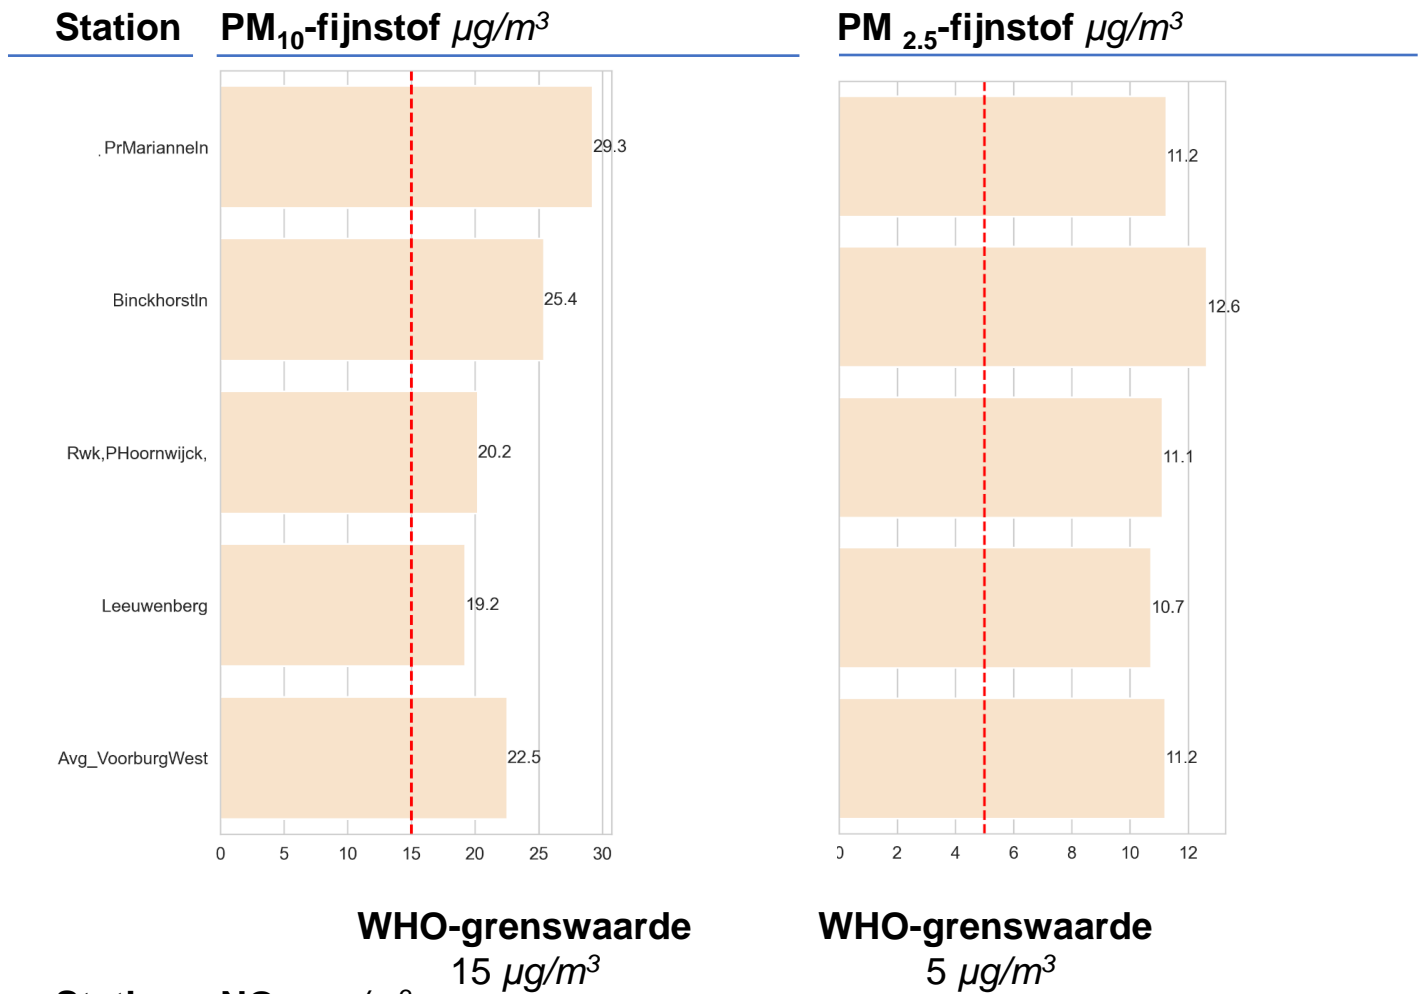 Station PM10-fijnstof µg/m³ PM 2.5-fijnstof µg/m³
.PrMarianneln 29.3 11.2
Binckhorstln 25.4 12.6
Rwk,PHoornwijck, 20.2 11.1
Leeuwenberg 19.2 10.7
Avg_VoorburgWest 22.5 11.2
0 5 10 15 20 25 30 0 2 4 6 8 10 12
WHO-grenswaarde WHO-grenswaarde
15 µg/m³ 5 µg/m³